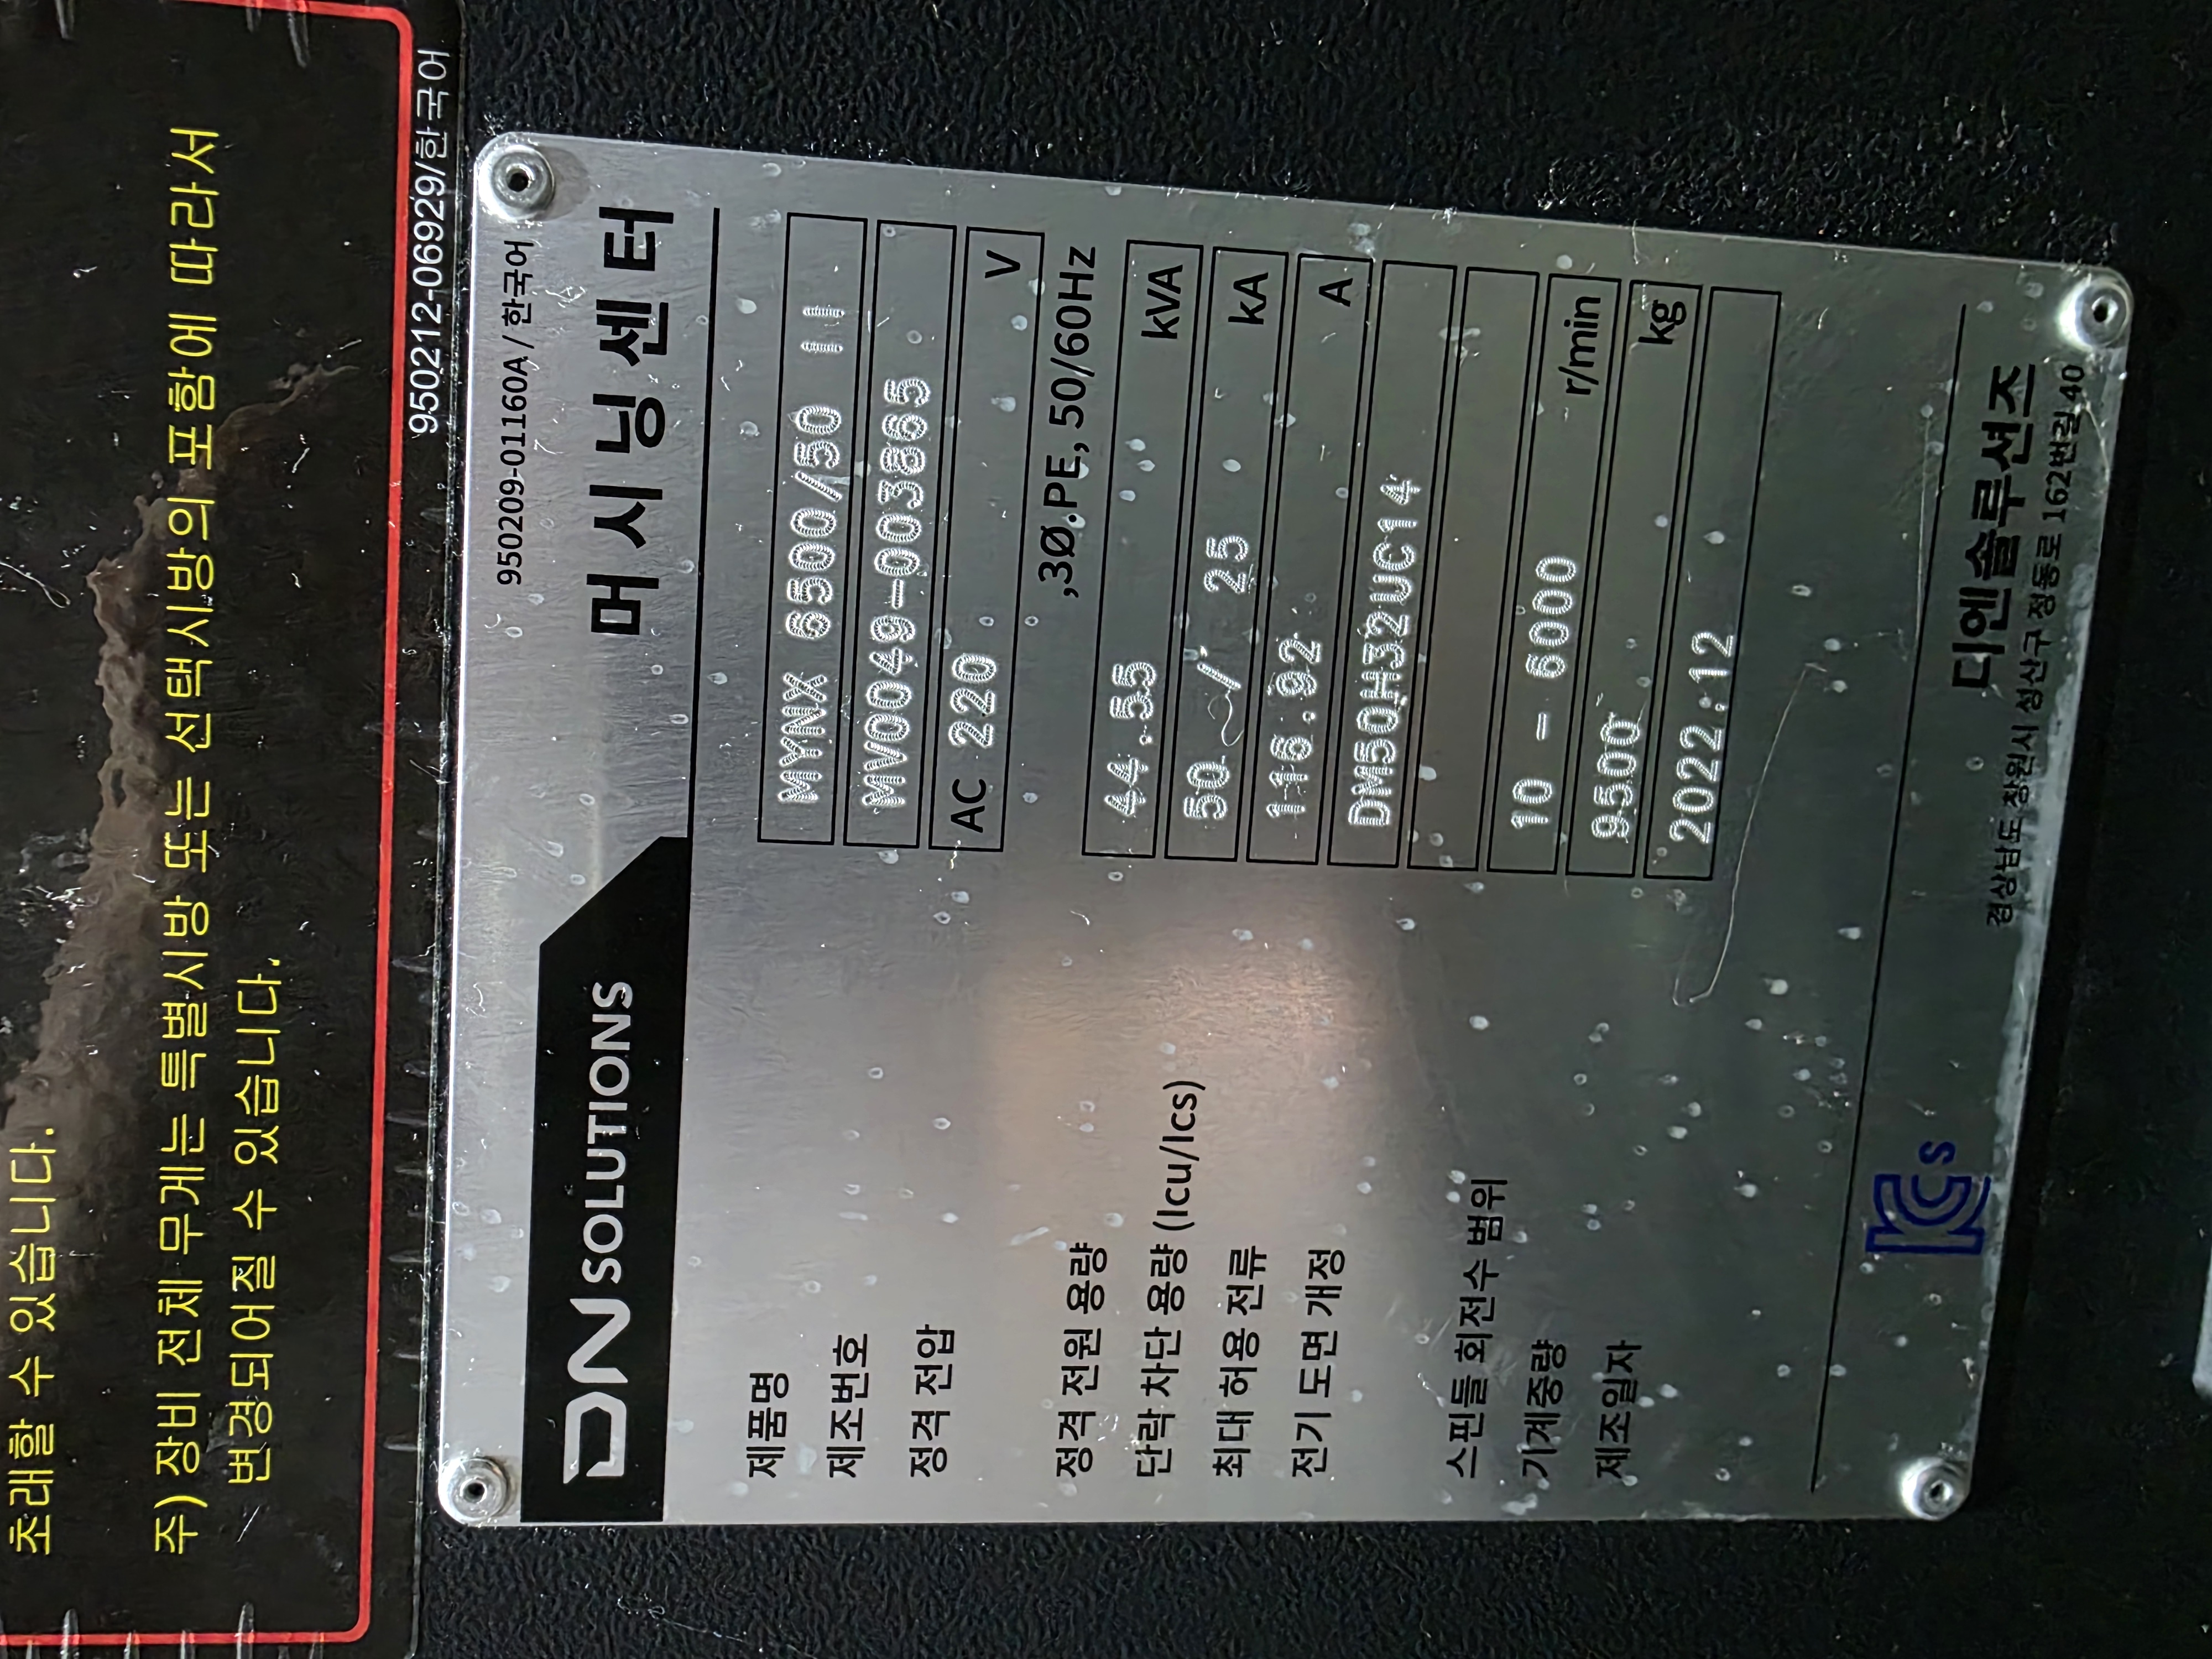 초래할 수 있습니다.
주) 장비 전체 무게는 특별시방 또는 선택시방의 포함에 따라서
변경되어질 수 있습니다.
950212-06929/한국어
950209-01160A / 한국어
DN SOLUTIONS 머시닝센터
제품명 MYNX 6500/50 II
제조번호 MV0049-003865
정격 전압 AC 220 V
,3Ø.PE, 50/60Hz
정격 전원 용량 44.55 kVA
단락 차단 용량 (Icu/Ics) 50 / 25 kA
최대 허용 전류 116.92 A
전기 도면 개정 DM50H32UC14
스핀들 회전수 범위 10 - 6000 r/min
기계중량 9500 kg
제조일자 2022.12
KCs
디엔솔루션즈
경상남도 창원시 성산구 정동로 162번길 40